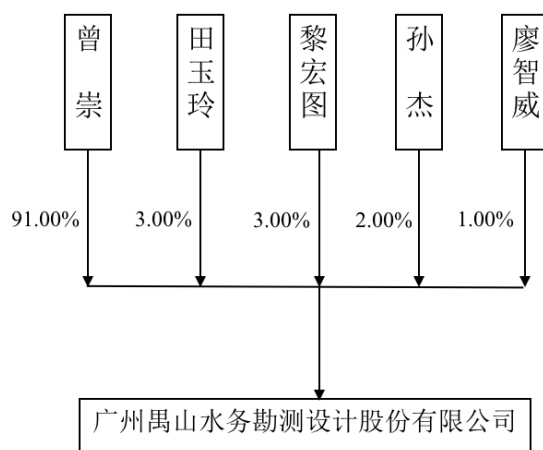 曾崇
田玉玲
黎宏图
孙杰
廖智威
91.00%
3.00%
3.00%
2.00%
1.00%
广州禺山水务勘测设计股份有限公司